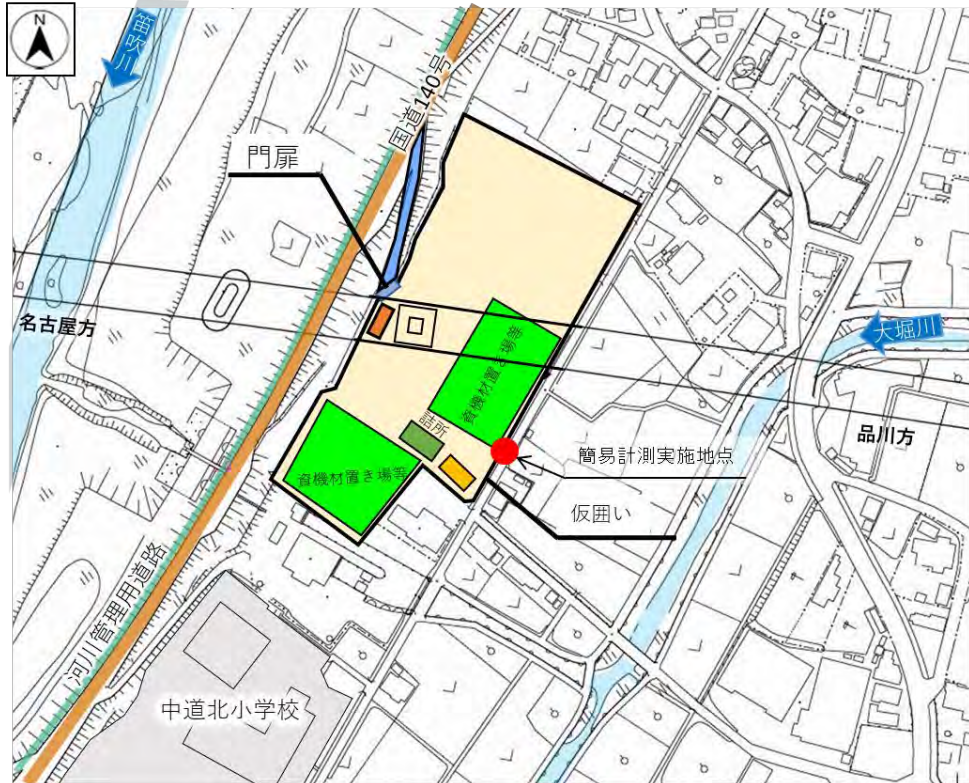 N
笛吹川
国道140号
門扉
名古屋方
大堀川
資機材置き場等
詰所
品川方
簡易計測実施地点
資機材置き場等
仮囲い
河川管理用道路
中道北小学校